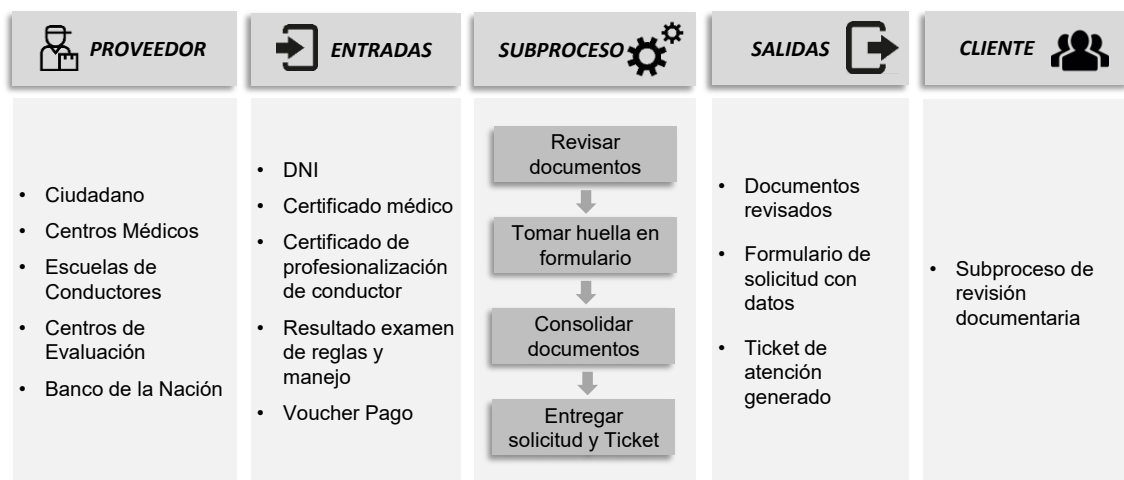 PROVEEDOR
ENTRADAS
SUBPROCESO
SALIDAS
CLIENTE
• Ciudadano
• Centros Médicos
• Escuelas de
Conductores
• Centros de
Evaluación
• Banco de la Nación
• DNI
• Certificado médico
• Certificado de
profesionalización
de conductor
• Resultado examen
de reglas y
manejo
• Voucher Pago
Revisar
documentos
Tomar huella en
formulario
Consolidar
documentos
Entregar
solicitud y Ticket
• Documentos
revisados
• Formulario de
solicitud con
datos
• Ticket de
atención
generado
• Subproceso de
revisión
documentaria